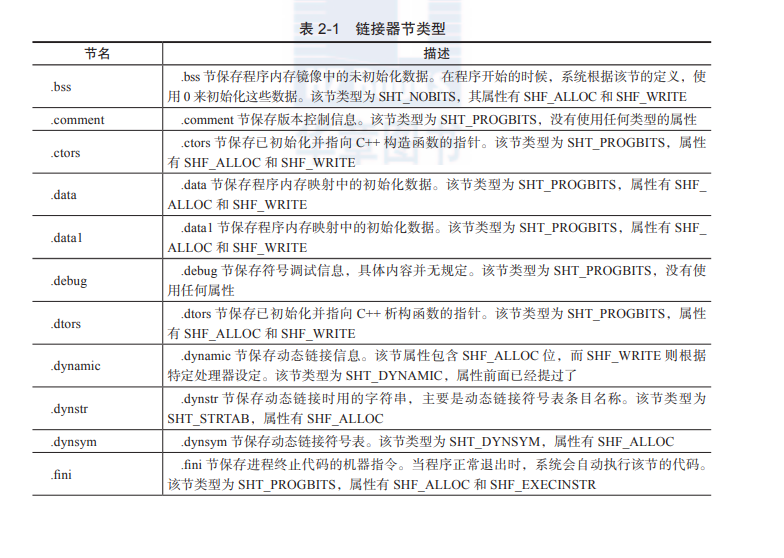 表 2-1 链接器节类型
节名 描述
.bss .bss 节保存程序内存镜像中的未初始化数据。在程序开始的时候，系统根据该节的定义，使
用 0 来初始化这些数据。该节类型为 SHT_NOBITS，其属性有 SHF_ALLOC 和 SHF_WRITE
.comment .comment 节保存版本控制信息。该节类型为 SHT_PROGBITS，没有使用任何类型的属性
.ctors .ctors 节保存已初始化并指向 C++ 构造函数的指针。该节类型为 SHT_PROGBITS，属性
有 SHF_ALLOC 和 SHF_WRITE
.data .data 节保存程序内存映射中的初始化数据。该节类型为 SHT_PROGBITS，属性有 SHF_
ALLOC 和 SHF_WRITE
.data1 .data1 节保存程序内存映射中的初始化数据。该节类型为 SHT_PROGBITS，属性有 SHF_
ALLOC 和 SHF_WRITE
.debug .debug 节保存符号调试信息，具体内容并无规定。该节类型为 SHT_PROGBITS，没有使
用任何属性
.dtors .dtors 节保存已初始化并指向 C++ 析构函数的指针。该节类型为 SHT_PROGBITS，属性
有 SHF_ALLOC 和 SHF_WRITE
.dynamic .dynamic 节保存动态链接信息。该节属性包含 SHF_ALLOC 位，而 SHF_WRITE 则根据
特定处理器设定。该节类型为 SHT_DYNAMIC，属性前面已经提过了
.dynstr .dynstr 节保存动态链接时用的字符串，主要是动态链接符号表条目名称。该节类型为
SHT_STRTAB，属性有 SHF_ALLOC
.dynsym .dynsym 节保存动态链接符号表。该节类型为 SHT_DYNSYM，属性有 SHF_ALLOC
.fini .fini 节保存进程终止代码的机器指令。当程序正常退出时，系统会自动执行该节的代码。
该节类型为 SHT_PROGBITS，属性有 SHF_ALLOC 和 SHF_EXECINSTR
华章图书